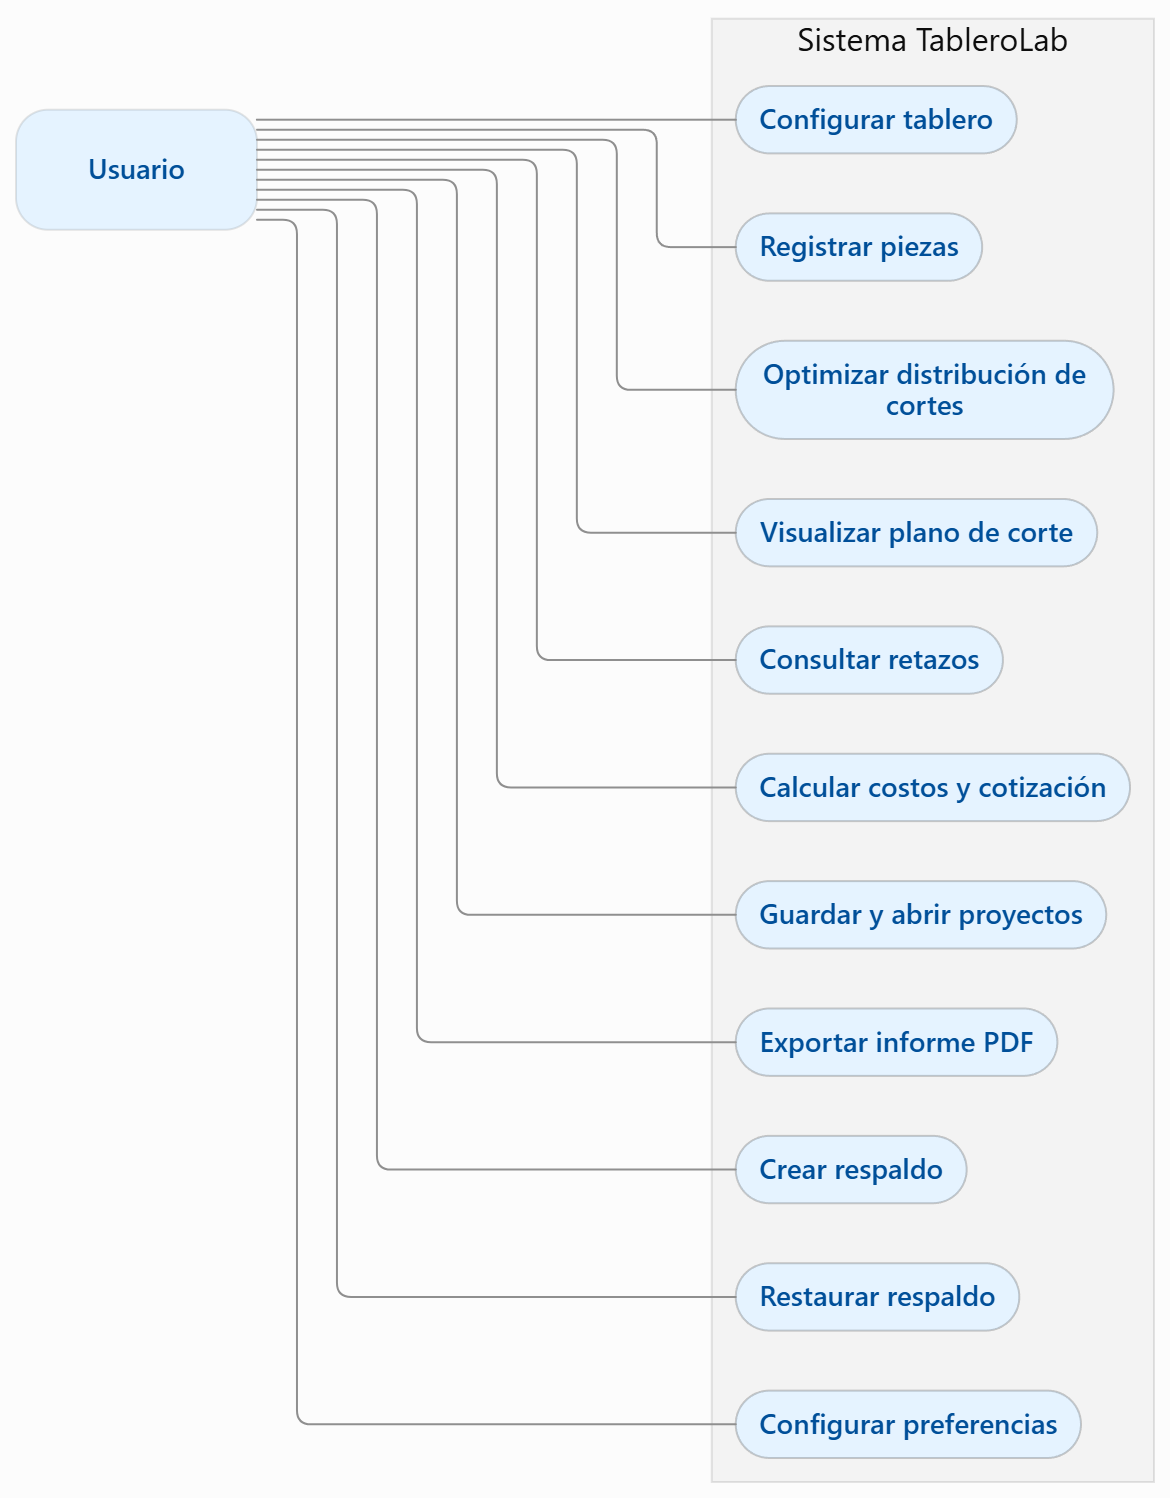 Sistema TableroLab
Usuario
Configurar tablero
Registrar piezas
Optimizar distribución de
cortes
Visualizar plano de corte
Consultar retazos
Calcular costos y cotización
Guardar y abrir proyectos
Exportar informe PDF
Crear respaldo
Restaurar respaldo
Configurar preferencias